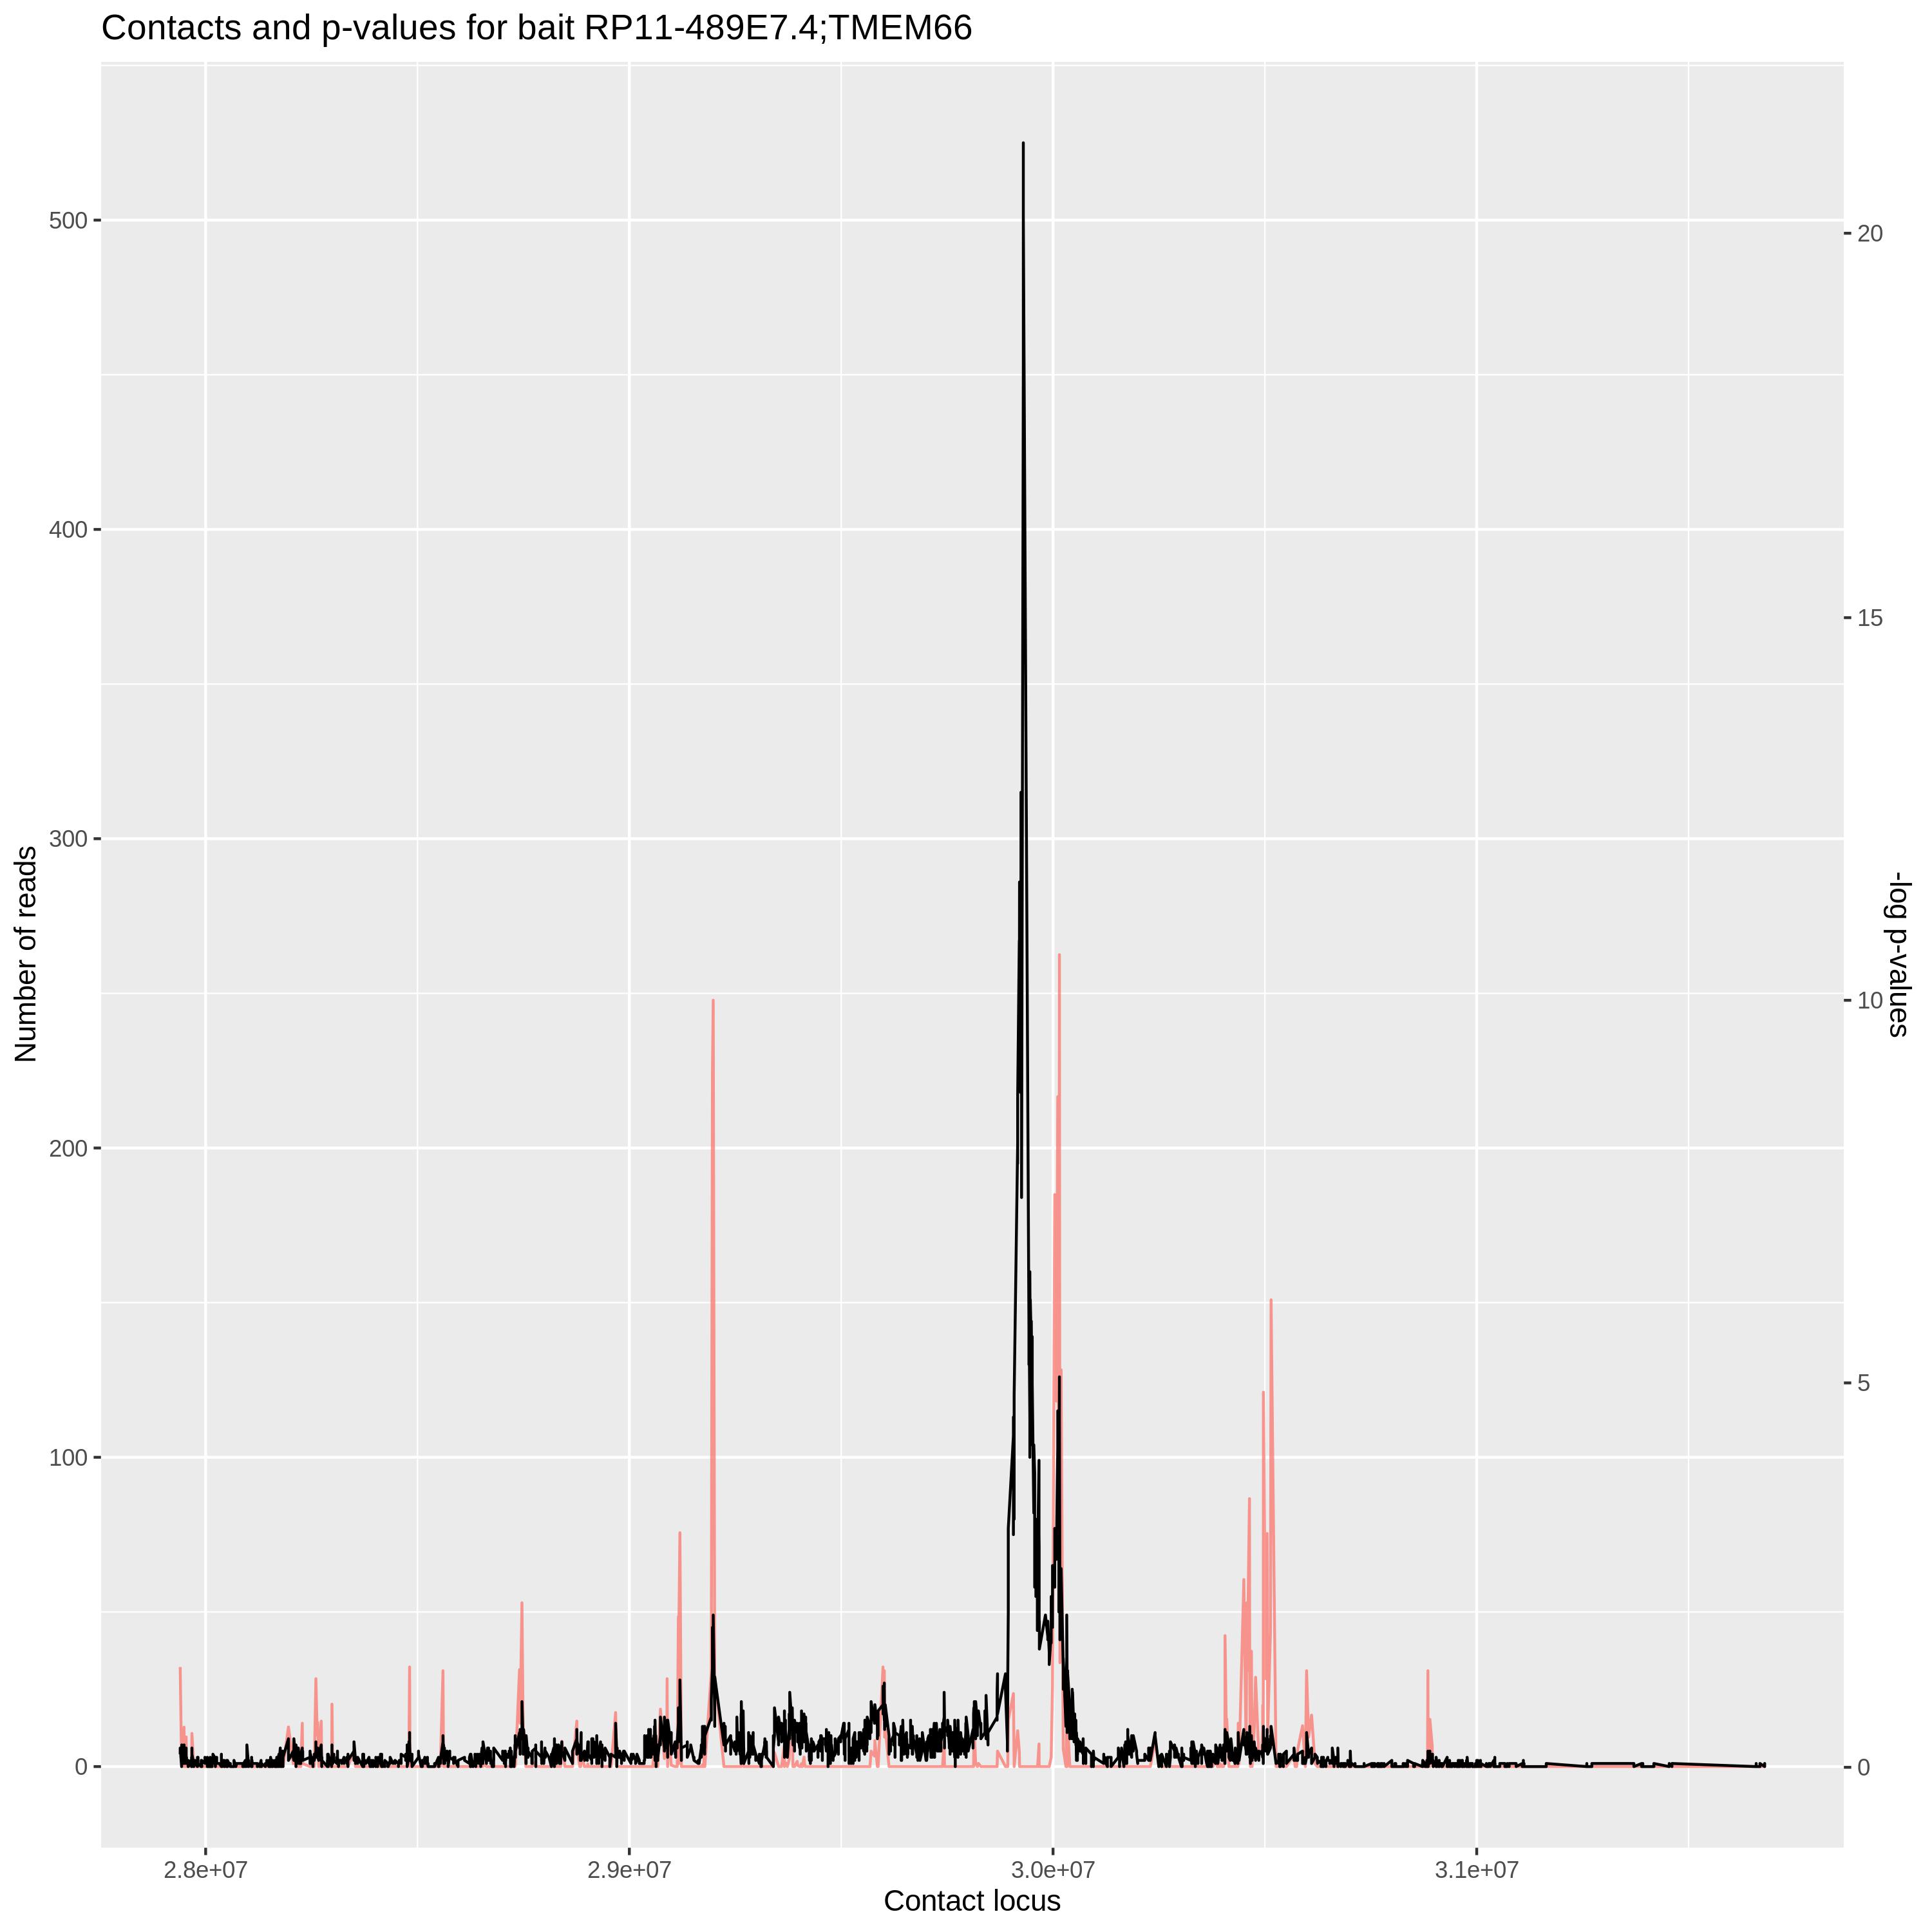 Contacts and p-values for bait RP11-489E7.4;TMEM66
500
400
300
200
100
0
Number of reads
20
15
10
5
0
-log p-values
2.8e+07 2.9e+07 3.0e+07 3.1e+07
Contact locus